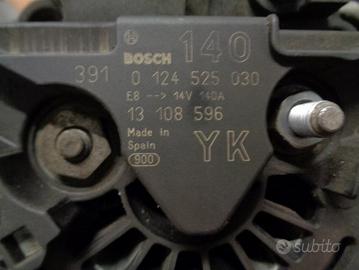 BOSCH 140
391 0 124 525 030
E8 --> 14V 140A
13 108 596
Made in
Spain
YK
900
subito